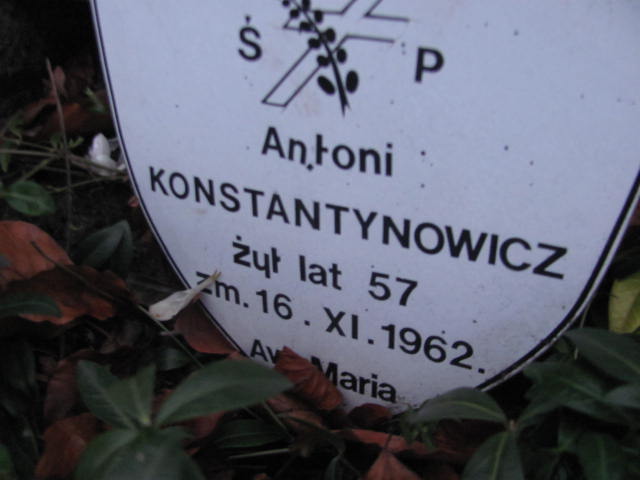 Ś P
Antoni
KONSTANTYNOWICZ
żył lat 57
zm. 16. XI. 1962.
Ave Maria